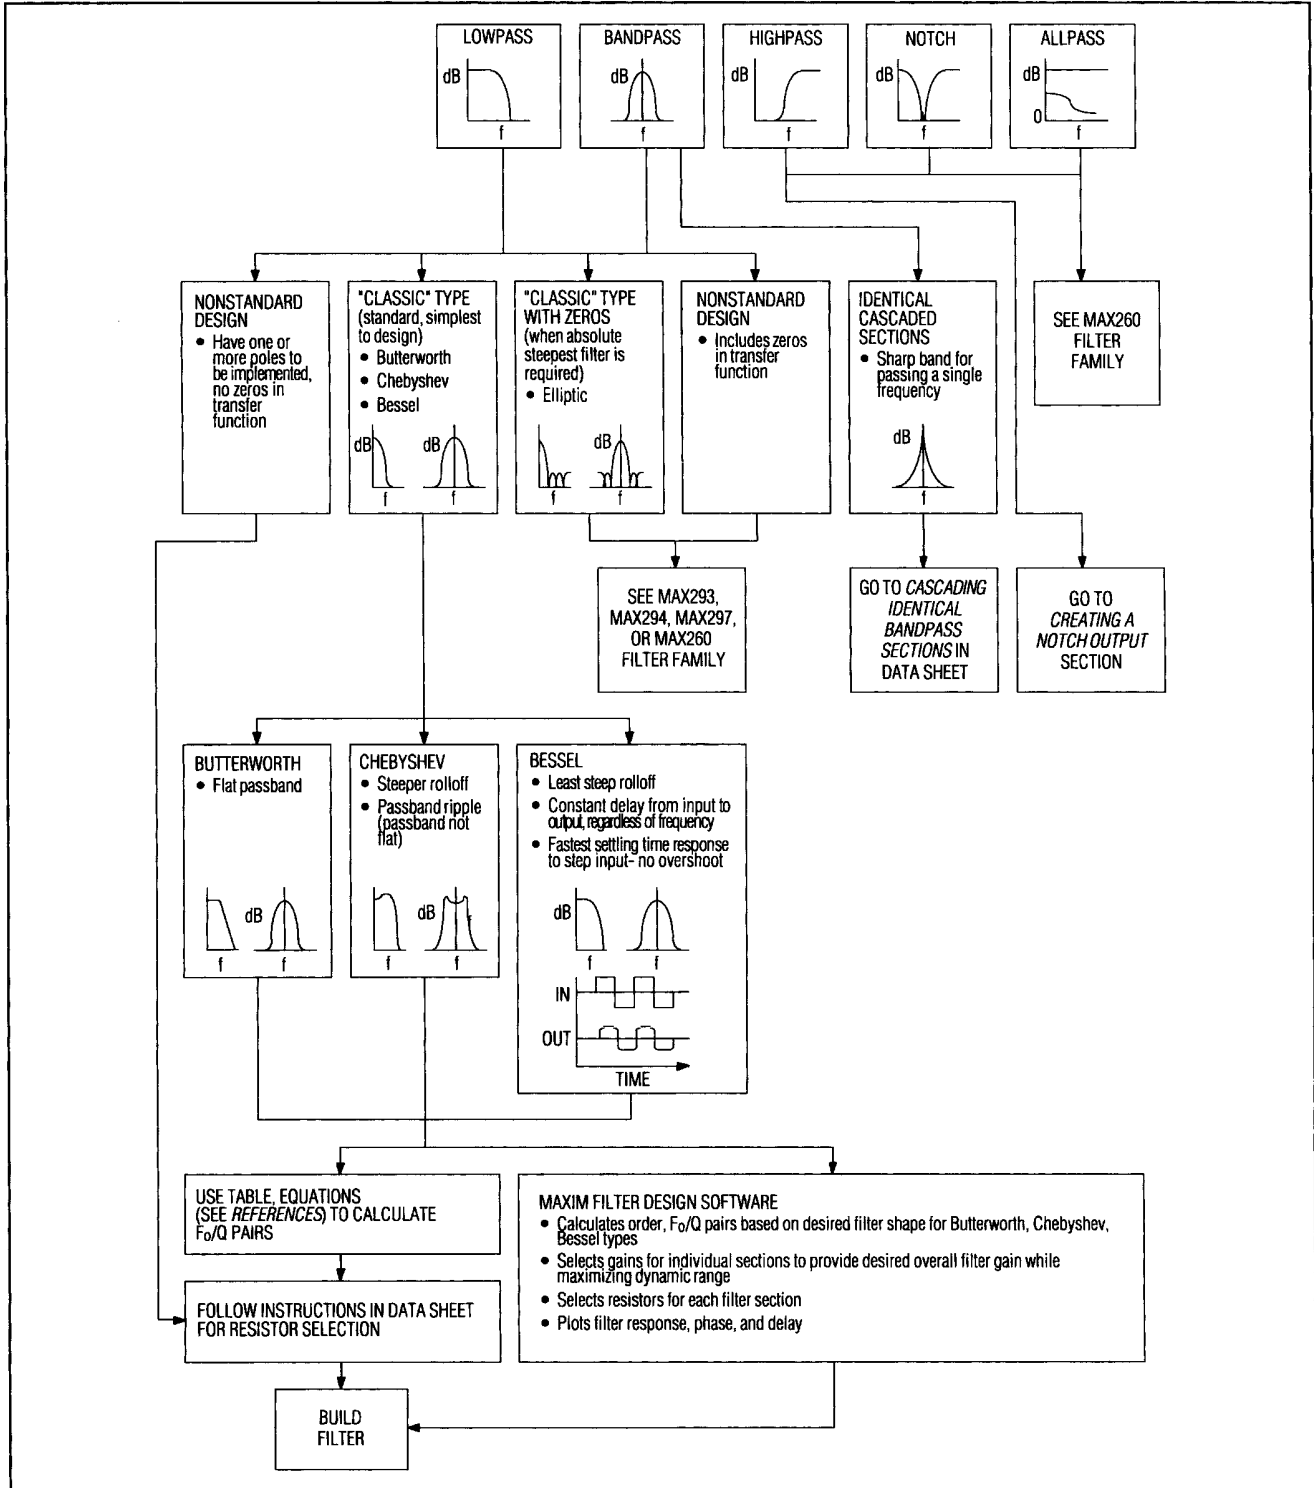 LOWPASS
dB
f
BANDPASS
dB
f
HIGHPASS
dB
f
NOTCH
dB
f
ALLPASS
dB
0
f
NONSTANDARD
DESIGN
• Have one or
more poles to
be implemented,
no zeros in
transfer
function
"CLASSIC" TYPE
(standard, simplest
to design)
• Butterworth
• Chebyshev
• Bessel
dB
f
dB
f
"CLASSIC" TYPE
WITH ZEROS
(when absolute
steepest filter is
required)
• Elliptic
f
dB
f
NONSTANDARD
DESIGN
• Includes zeros
in transfer
function
IDENTICAL
CASCADED
SECTIONS
• Sharp band for
passing a single
frequency
dB
f
SEE MAX260
FILTER
FAMILY
SEE MAX293,
MAX294, MAX297,
OR MAX260
FILTER FAMILY
GO TO CASCADING
IDENTICAL
BANDPASS
SECTIONS IN
DATA SHEET
GO TO
CREATING A
NOTCH OUTPUT
SECTION
BUTTERWORTH
• Flat passband
f
dB
f
CHEBYSHEV
• Steeper rolloff
• Passband ripple
(passband not
flat)
f
dB
f
BESSEL
• Least steep rolloff
• Constant delay from input to
output, regardless of frequency
• Fastest settling time response
to step input- no overshoot
dB
f
f
IN
OUT
TIME
USE TABLE, EQUATIONS
(SEE REFERENCES) TO CALCULATE
Fo/Q PAIRS
FOLLOW INSTRUCTIONS IN DATA SHEET
FOR RESISTOR SELECTION
MAXIM FILTER DESIGN SOFTWARE
• Calculates order, Fo/Q pairs based on desired filter shape for Butterworth, Chebyshev,
Bessel types
• Selects gains for individual sections to provide desired overall filter gain while
maximizing dynamic range
• Selects resistors for each filter section
• Plots filter response, phase, and delay
BUILD
FILTER